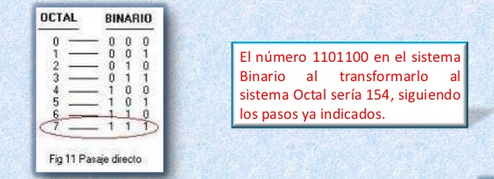 OCTAL BINARIO
0 0 0 0
1 0 0 1
2 0 1 0
3 0 1 1
4 1 0 0
5 1 0 1
6 1 1 0
7 1 1 1
Fig 11 Pasaje directo
El número 1101100 en el sistema
Binario al transformarlo al
sistema Octal sería 154, siguiendo
los pasos ya indicados.